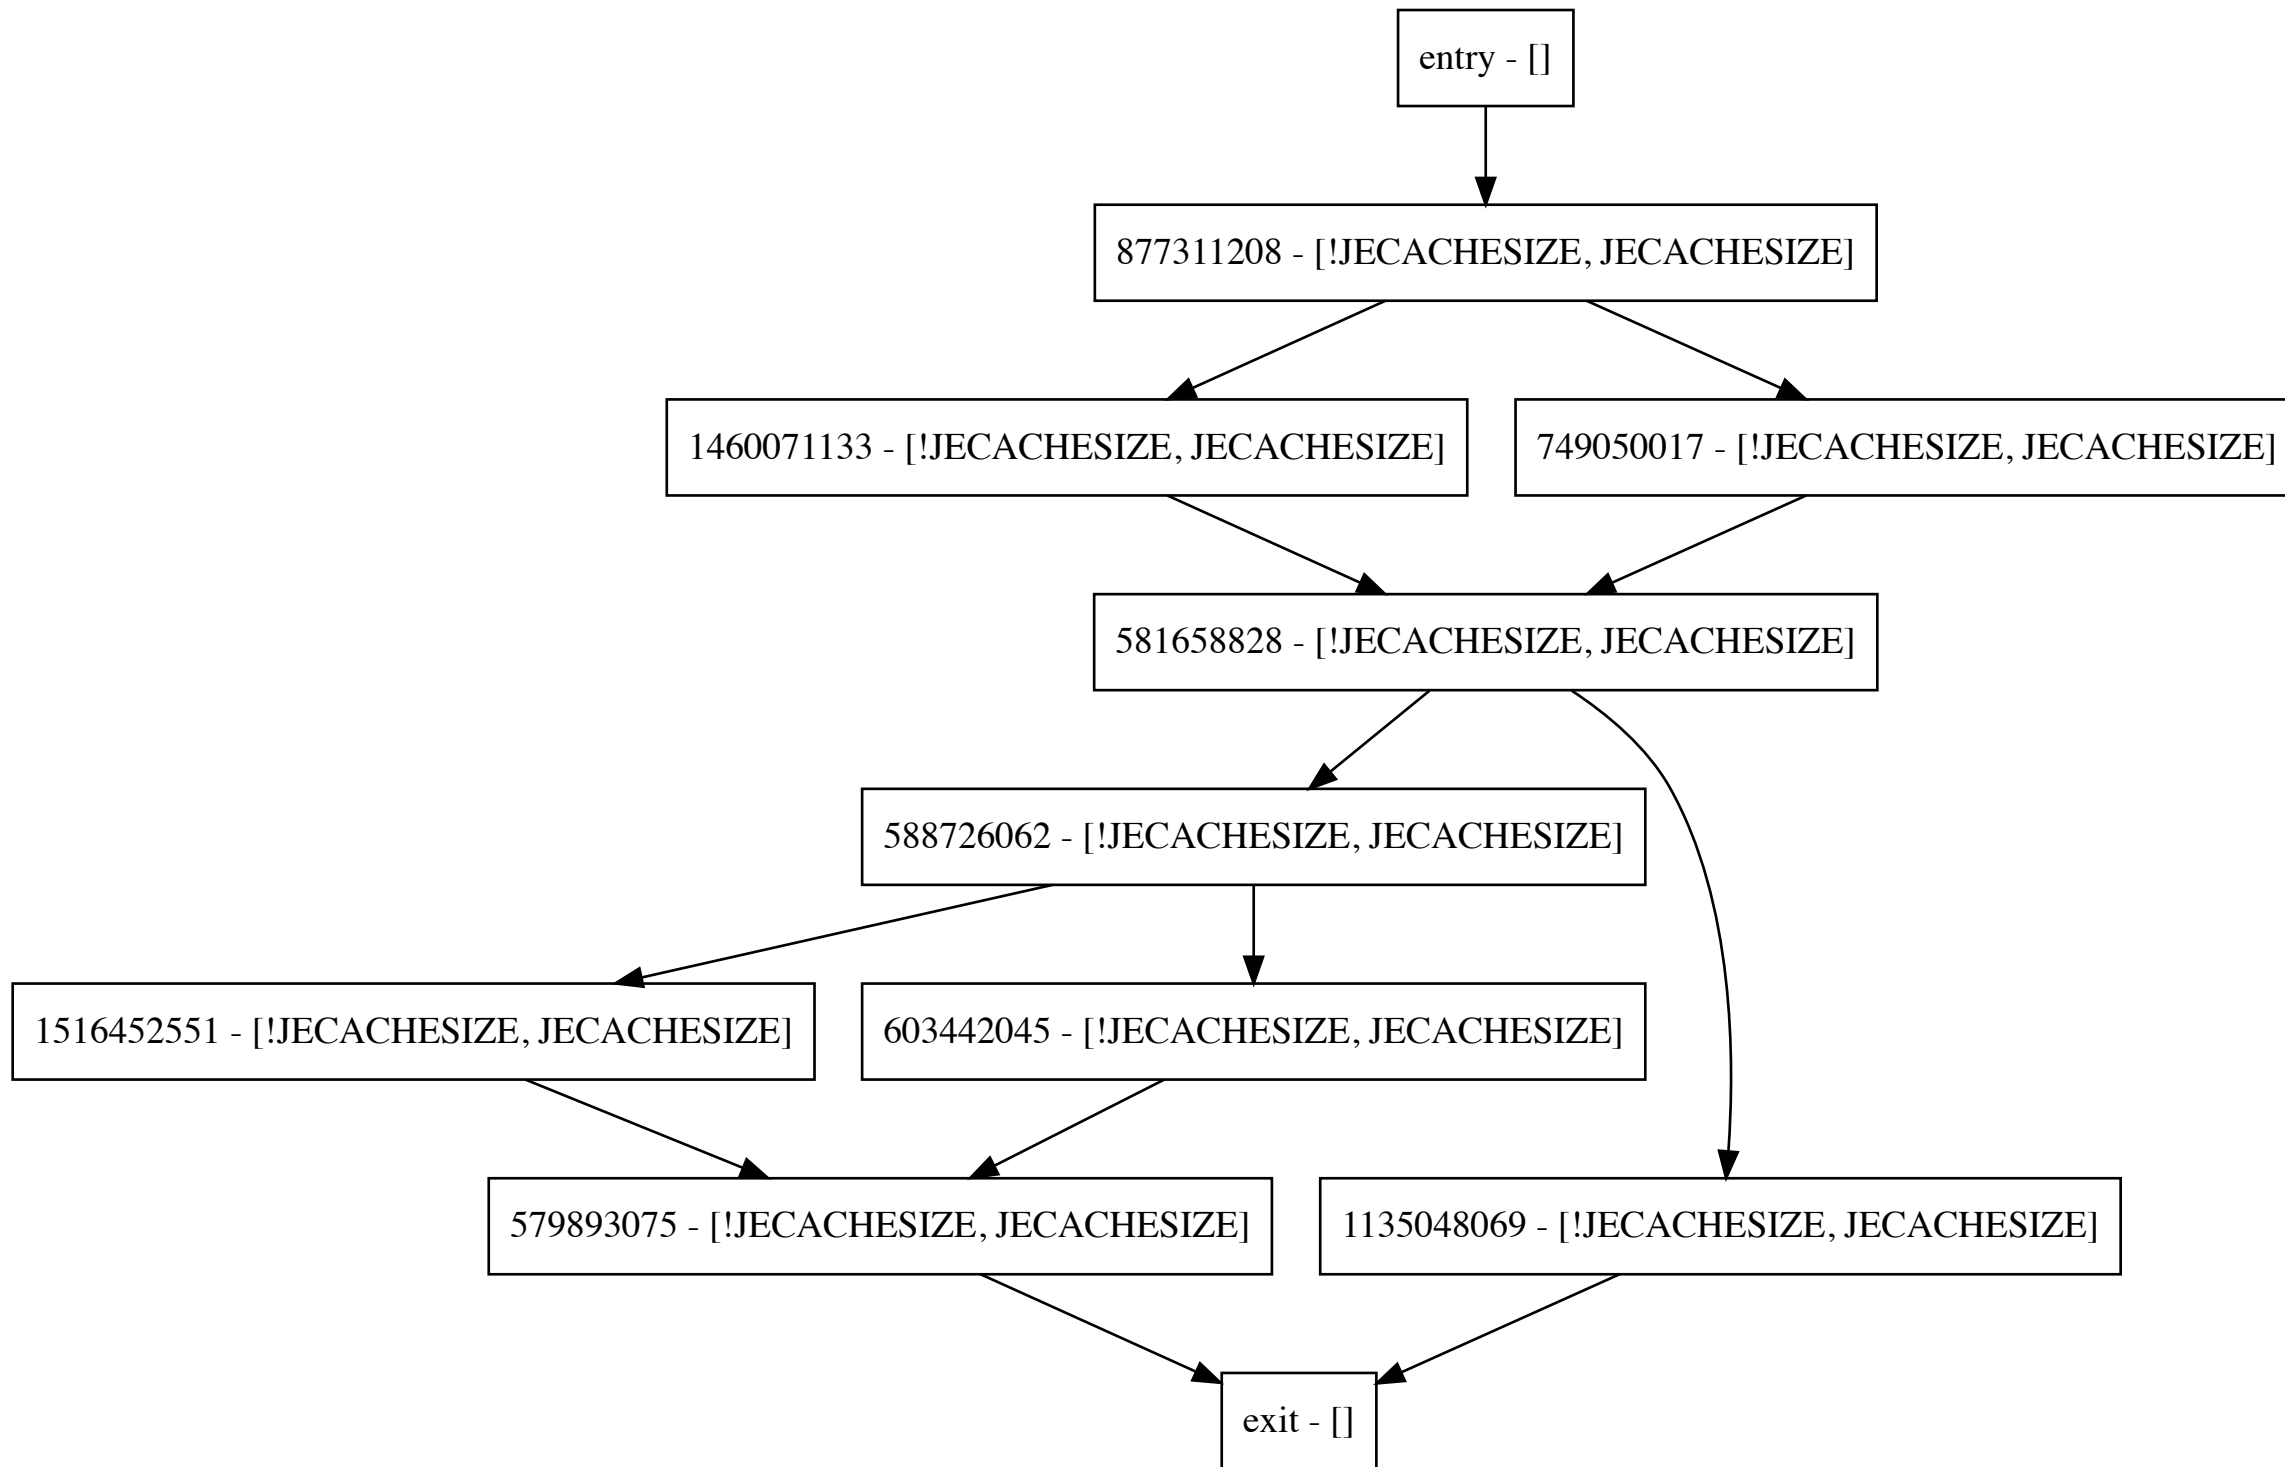 entry - []
877311208 - [!JECACHESIZE, JECACHESIZE]
1460071133 - [!JECACHESIZE, JECACHESIZE]
749050017 - [!JECACHESIZE, JECACHESIZE]
581658828 - [!JECACHESIZE, JECACHESIZE]
588726062 - [!JECACHESIZE, JECACHESIZE]
1516452551 - [!JECACHESIZE, JECACHESIZE]
603442045 - [!JECACHESIZE, JECACHESIZE]
579893075 - [!JECACHESIZE, JECACHESIZE]
1135048069 - [!JECACHESIZE, JECACHESIZE]
exit - []